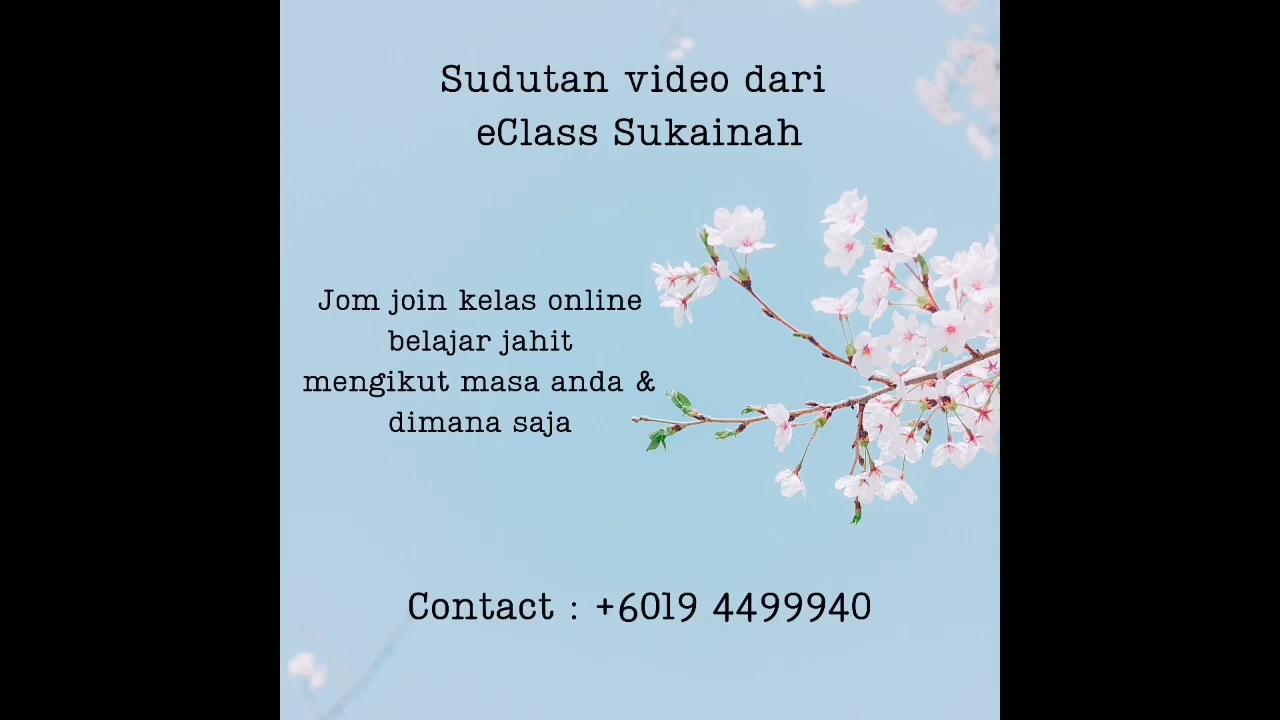 Sudutan video dari
eClass Sukainah
Jom join kelas online
belajar jahit
mengikut masa anda &
dimana saja
Contact : +6019 4499940